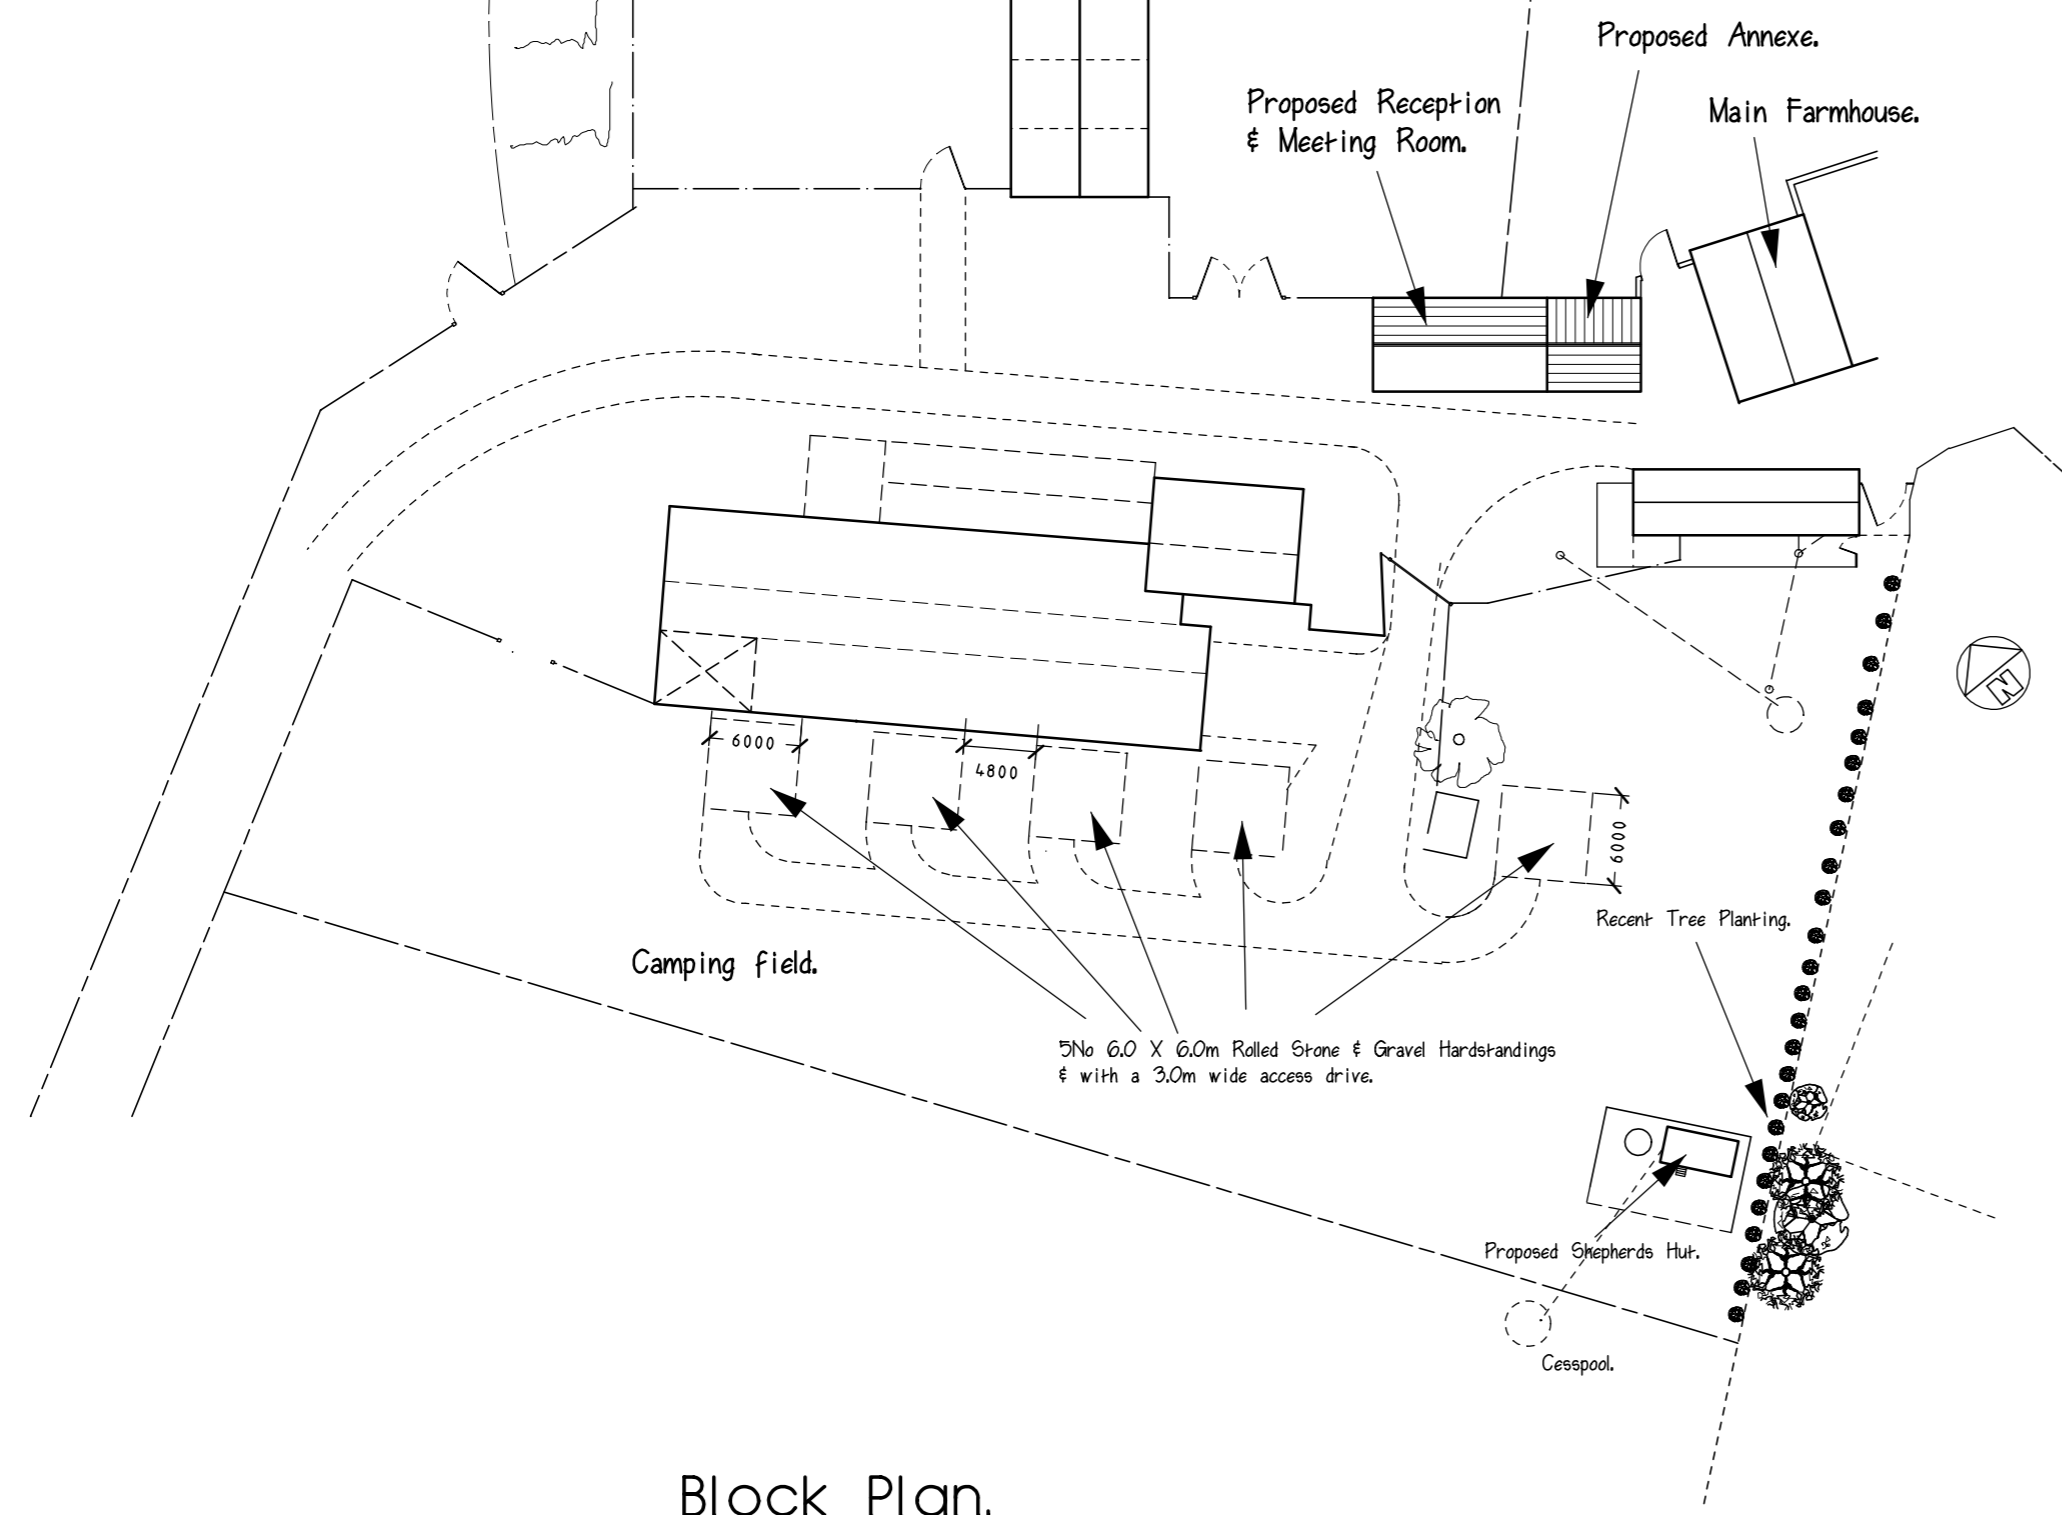 Proposed Annexe.
Proposed Reception
& Meeting Room.
Main Farmhouse.
N
6000
4800
6000
Recent Tree Planting.
Camping field.
5No 6.0 X 6.0m Rolled Stone & Gravel Hardstandings
& with a 3.0m wide access drive.
Proposed Shepherds Hut.
Cesspool.
Block Plan.